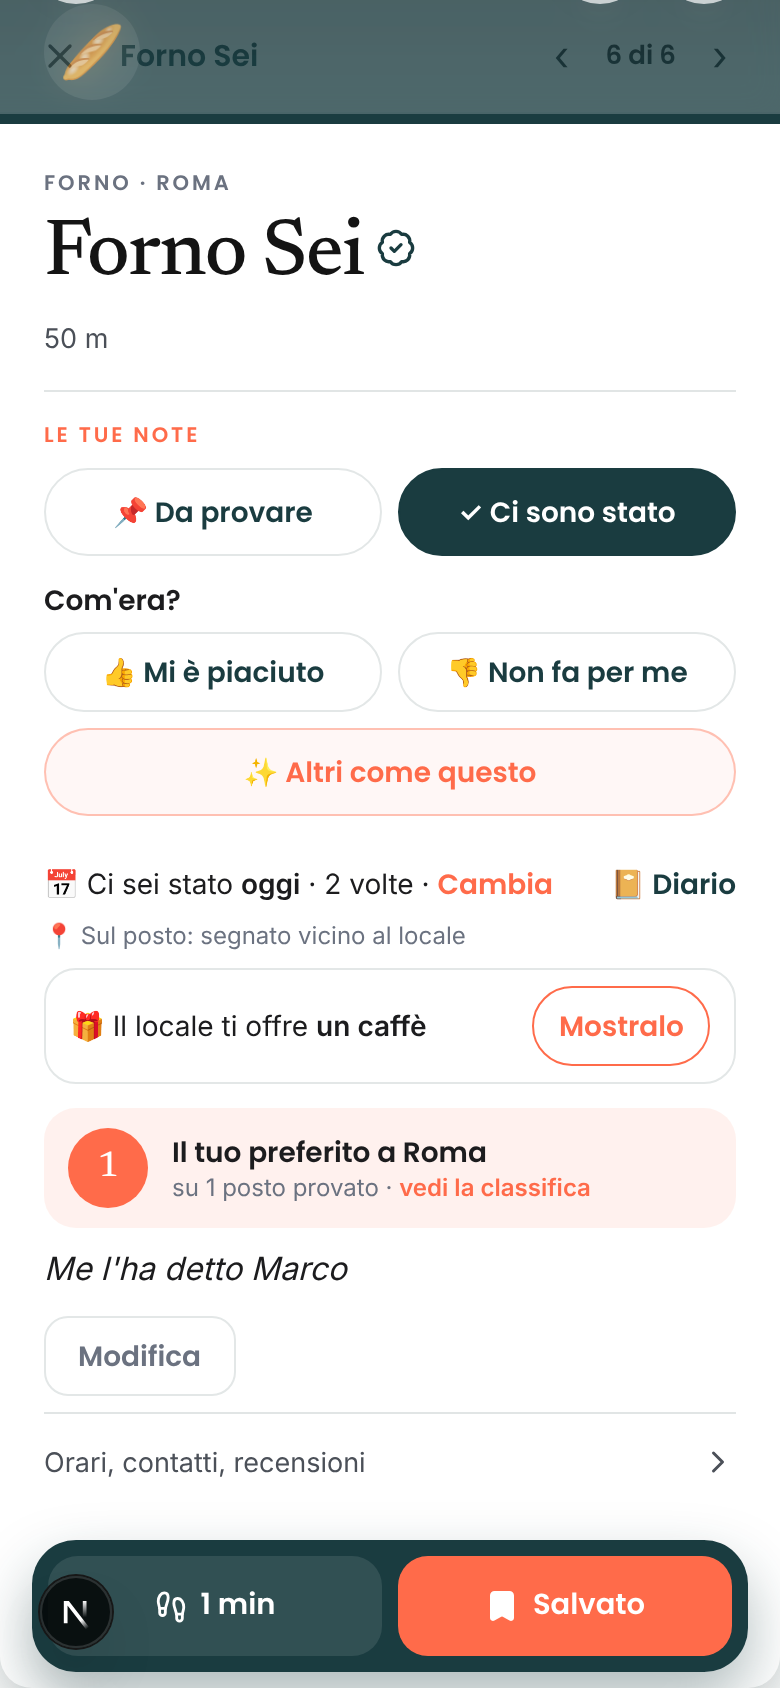 Forno Sei
6 di 6
FORNO · ROMA
Forno Sei
50 m
LE TUE NOTE
Da provare
Ci sono stato
Com'era?
Mi è piaciuto
Non fa per me
Altri come questo
Ci sei stato oggi · 2 volte · Cambia
Diario
Sul posto: segnato vicino al locale
Il locale ti offre un caffè
Mostralo
1
Il tuo preferito a Roma
su 1 posto provato · vedi la classifica
Me l'ha detto Marco
Modifica
Orari, contatti, recensioni
N
1 min
Salvato